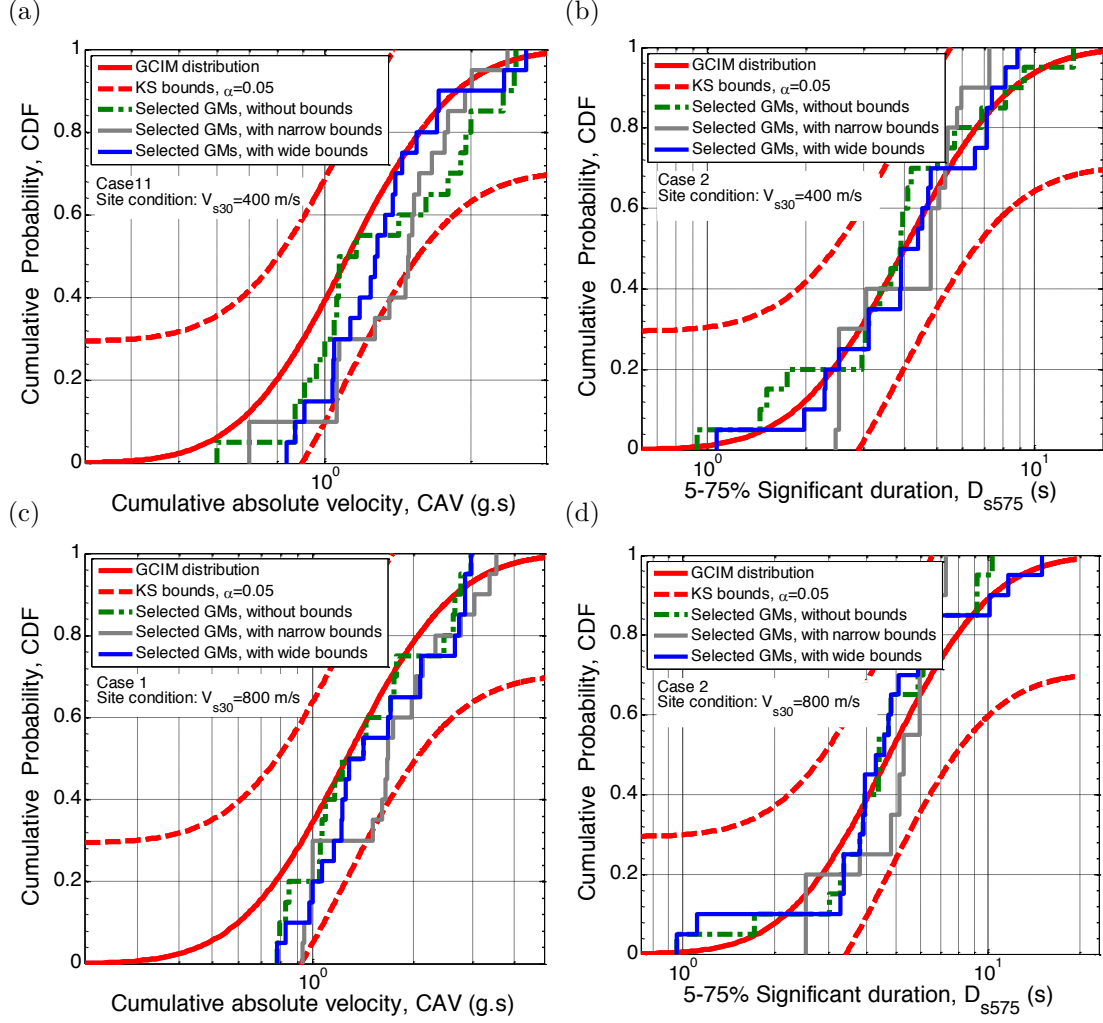 (a)
1
0.8
0.6
0.4
0.2
0
Cumulative Probability, CDF
GCIM distribution
KS bounds, α=0.05
Selected GMs, without bounds
Selected GMs, with narrow bounds
Selected GMs, with wide bounds
Case11
Site condition: Vs30=400 m/s
10^0
Cumulative absolute velocity, CAV (g.s)
(b)
1
0.8
0.6
0.4
0.2
0
Cumulative Probability, CDF
GCIM distribution
KS bounds, α=0.05
Selected GMs, without bounds
Selected GMs, with narrow bounds
Selected GMs, with wide bounds
Case 2
Site condition: Vs30=400 m/s
10^0
10^1
5-75% Significant duration, Ds575 (s)
(c)
1
0.8
0.6
0.4
0.2
0
Cumulative Probability, CDF
GCIM distribution
KS bounds, α=0.05
Selected GMs, without bounds
Selected GMs, with narrow bounds
Selected GMs, with wide bounds
Case 1
Site condition: Vs30=800 m/s
10^0
Cumulative absolute velocity, CAV (g.s)
(d)
1
0.8
0.6
0.4
0.2
0
Cumulative Probability, CDF
GCIM distribution
KS bounds, α=0.05
Selected GMs, without bounds
Selected GMs, with narrow bounds
Selected GMs, with wide bounds
Case 2
Site condition: Vs30=800 m/s
10^0
10^1
5-75% Significant duration, Ds575 (s)